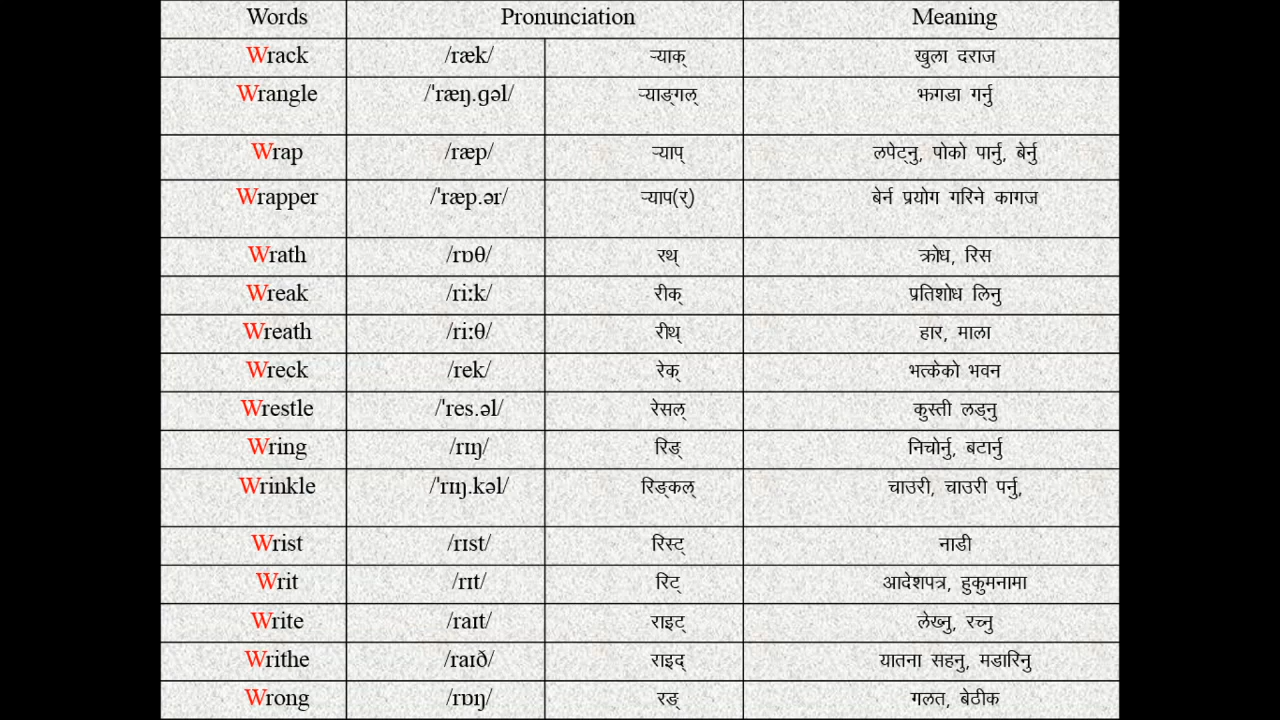 Words Pronunciation Meaning
Wrack /ræk/ ऱ्याक् खुला दराज
Wrangle /ˈræŋ.ɡəl/ ऱ्याङ्गल् झगडा गर्नु
Wrap /ræp/ ऱ्याप् लपेट्नु, पोको पार्नु, बेर्नु
Wrapper /ˈræp.ər/ ऱ्याप(र्) बेर्न प्रयोग गरिने कागज
Wrath /rɒθ/ रथ् क्रोध, रिस
Wreak /riːk/ रीक् प्रतिशोध लिनु
Wreath /riːθ/ रीथ् हार, माला
Wreck /rek/ रेक् भत्केको भवन
Wrestle /ˈres.əl/ रेसल् कुस्ती लड्नु
Wring /rɪŋ/ रिङ् निचोर्नु, बटार्नु
Wrinkle /ˈrɪŋ.kəl/ रिङ्कल् चाउरी, चाउरी पर्नु,
Wrist /rɪst/ रिस्ट् नाडी
Writ /rɪt/ रिट् आदेशपत्र, हुकुमनामा
Write /raɪt/ राइट् लेख्नु, रच्नु
Writhe /raɪð/ राइद् यातना सहनु, मडारिनु
Wrong /rɒŋ/ रङ् गलत, बेठीक